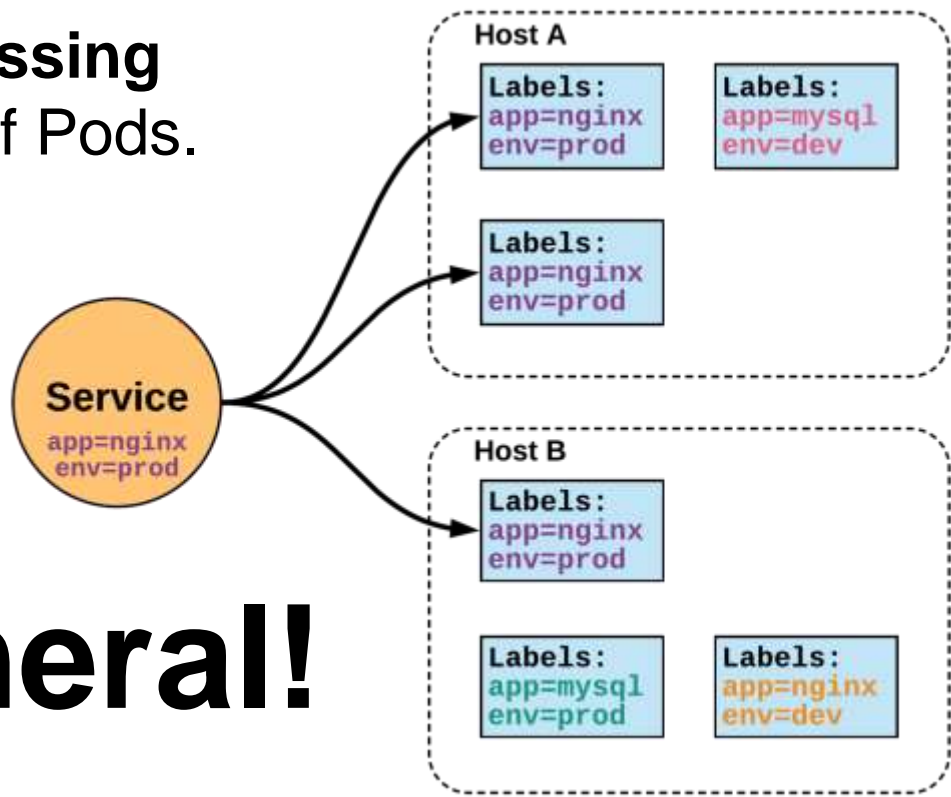 ssing
f Pods.
Service
app=nginx
env=prod
neral!
Host A
Labels:
app=nginx
env=prod
Labels:
app=mysql
env=dev
Labels:
app=nginx
env=prod
Host B
Labels:
app=nginx
env=prod
Labels:
app=mysql
env=prod
Labels:
app=nginx
env=dev